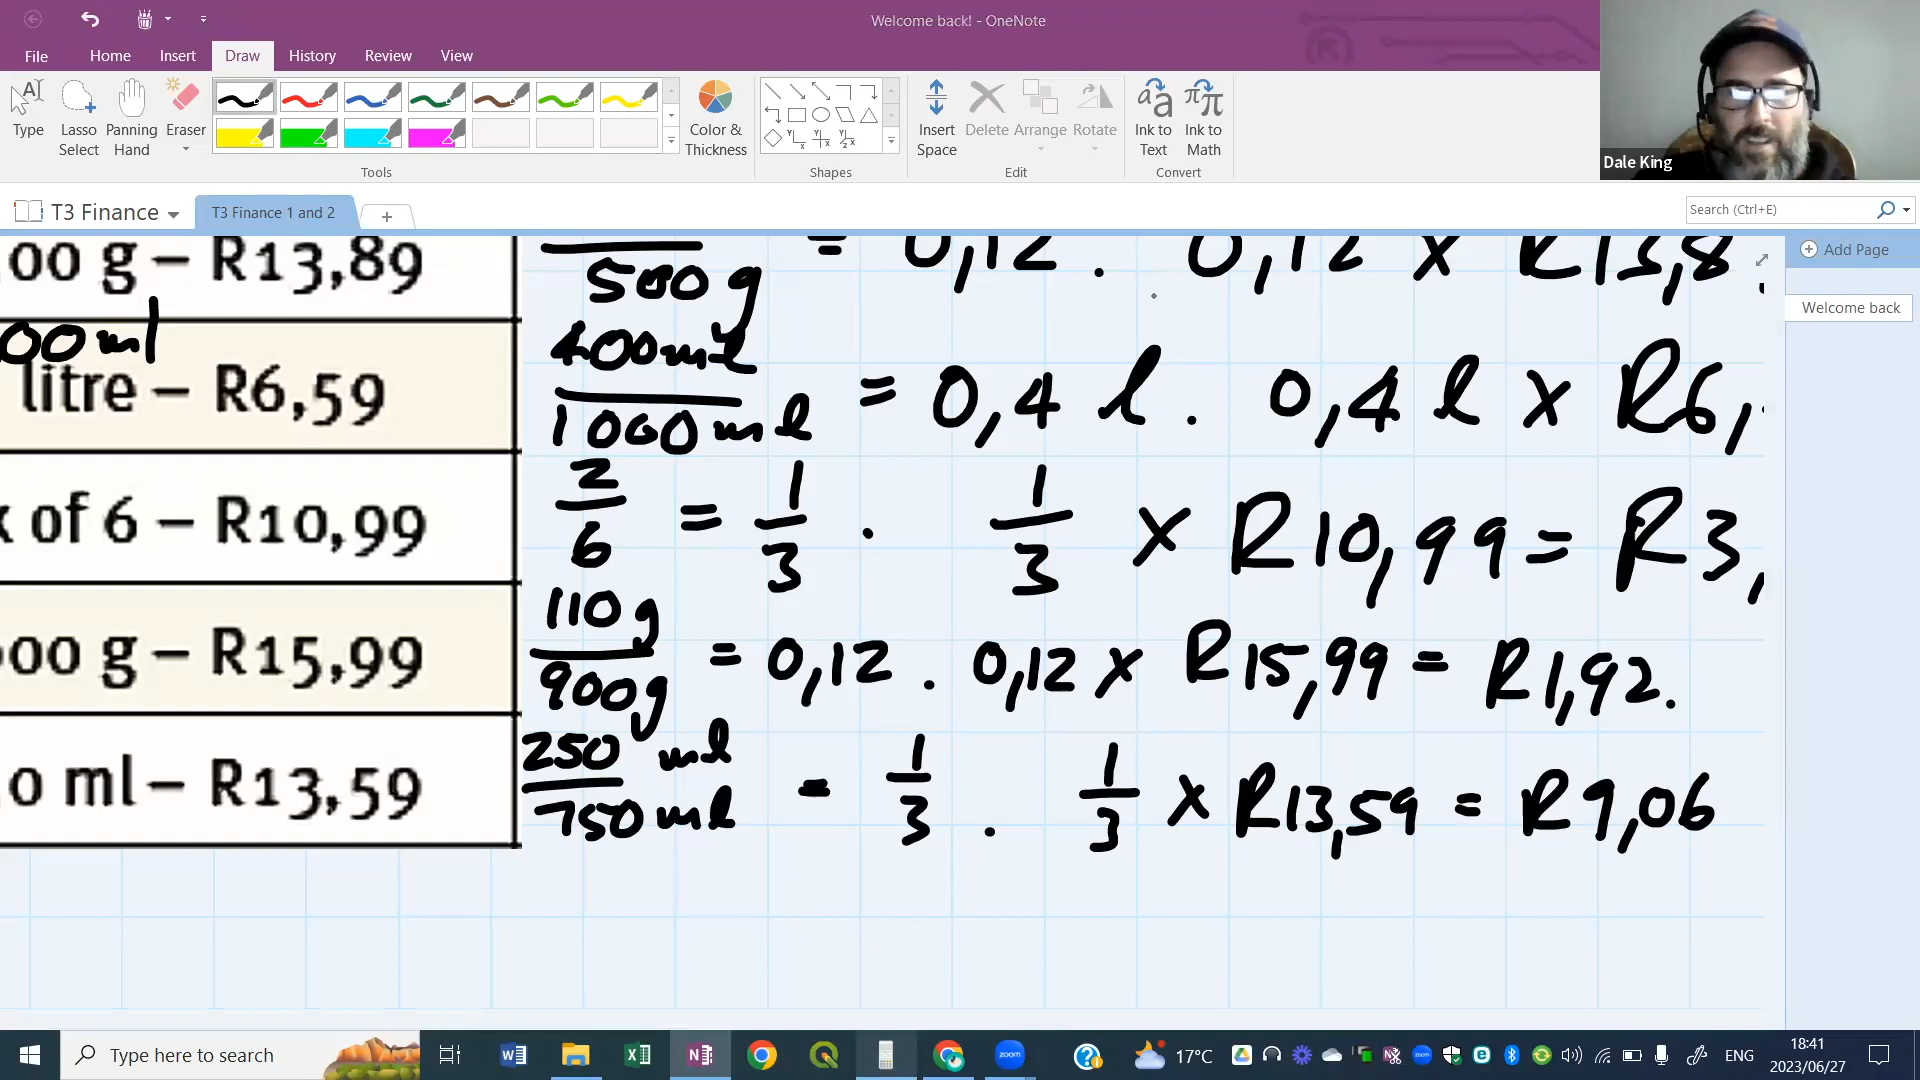 Welcome back! - OneNote
File Home Insert Draw History Review View
Type Lasso Select Panning Hand Eraser Color & Thickness Insert Space Delete Arrange Rotate Ink to Text Ink to Math
Tools Shapes Edit Convert
Dale King
T3 Finance T3 Finance 1 and 2 + Search (Ctrl+E)
Add Page
Welcome back
00 g – R13,89
500g = 0,12. 0,12 x R13,8
00ml
litre – R6,59
400ml
1000ml = 0,4 l. 0,4 l x R6,
x of 6 – R10,99
2
6 = 1
3 . 1
3 x R10,99 = R3,
00 g – R15,99
110g
900g = 0,12. 0,12 x R15,99 = R1,92.
0 ml – R13,59
250 ml
750ml = 1
3 . 1
3 x R13,59 = R9,06
Type here to search
zoom
17°C
ENG
18:41
2023/06/27